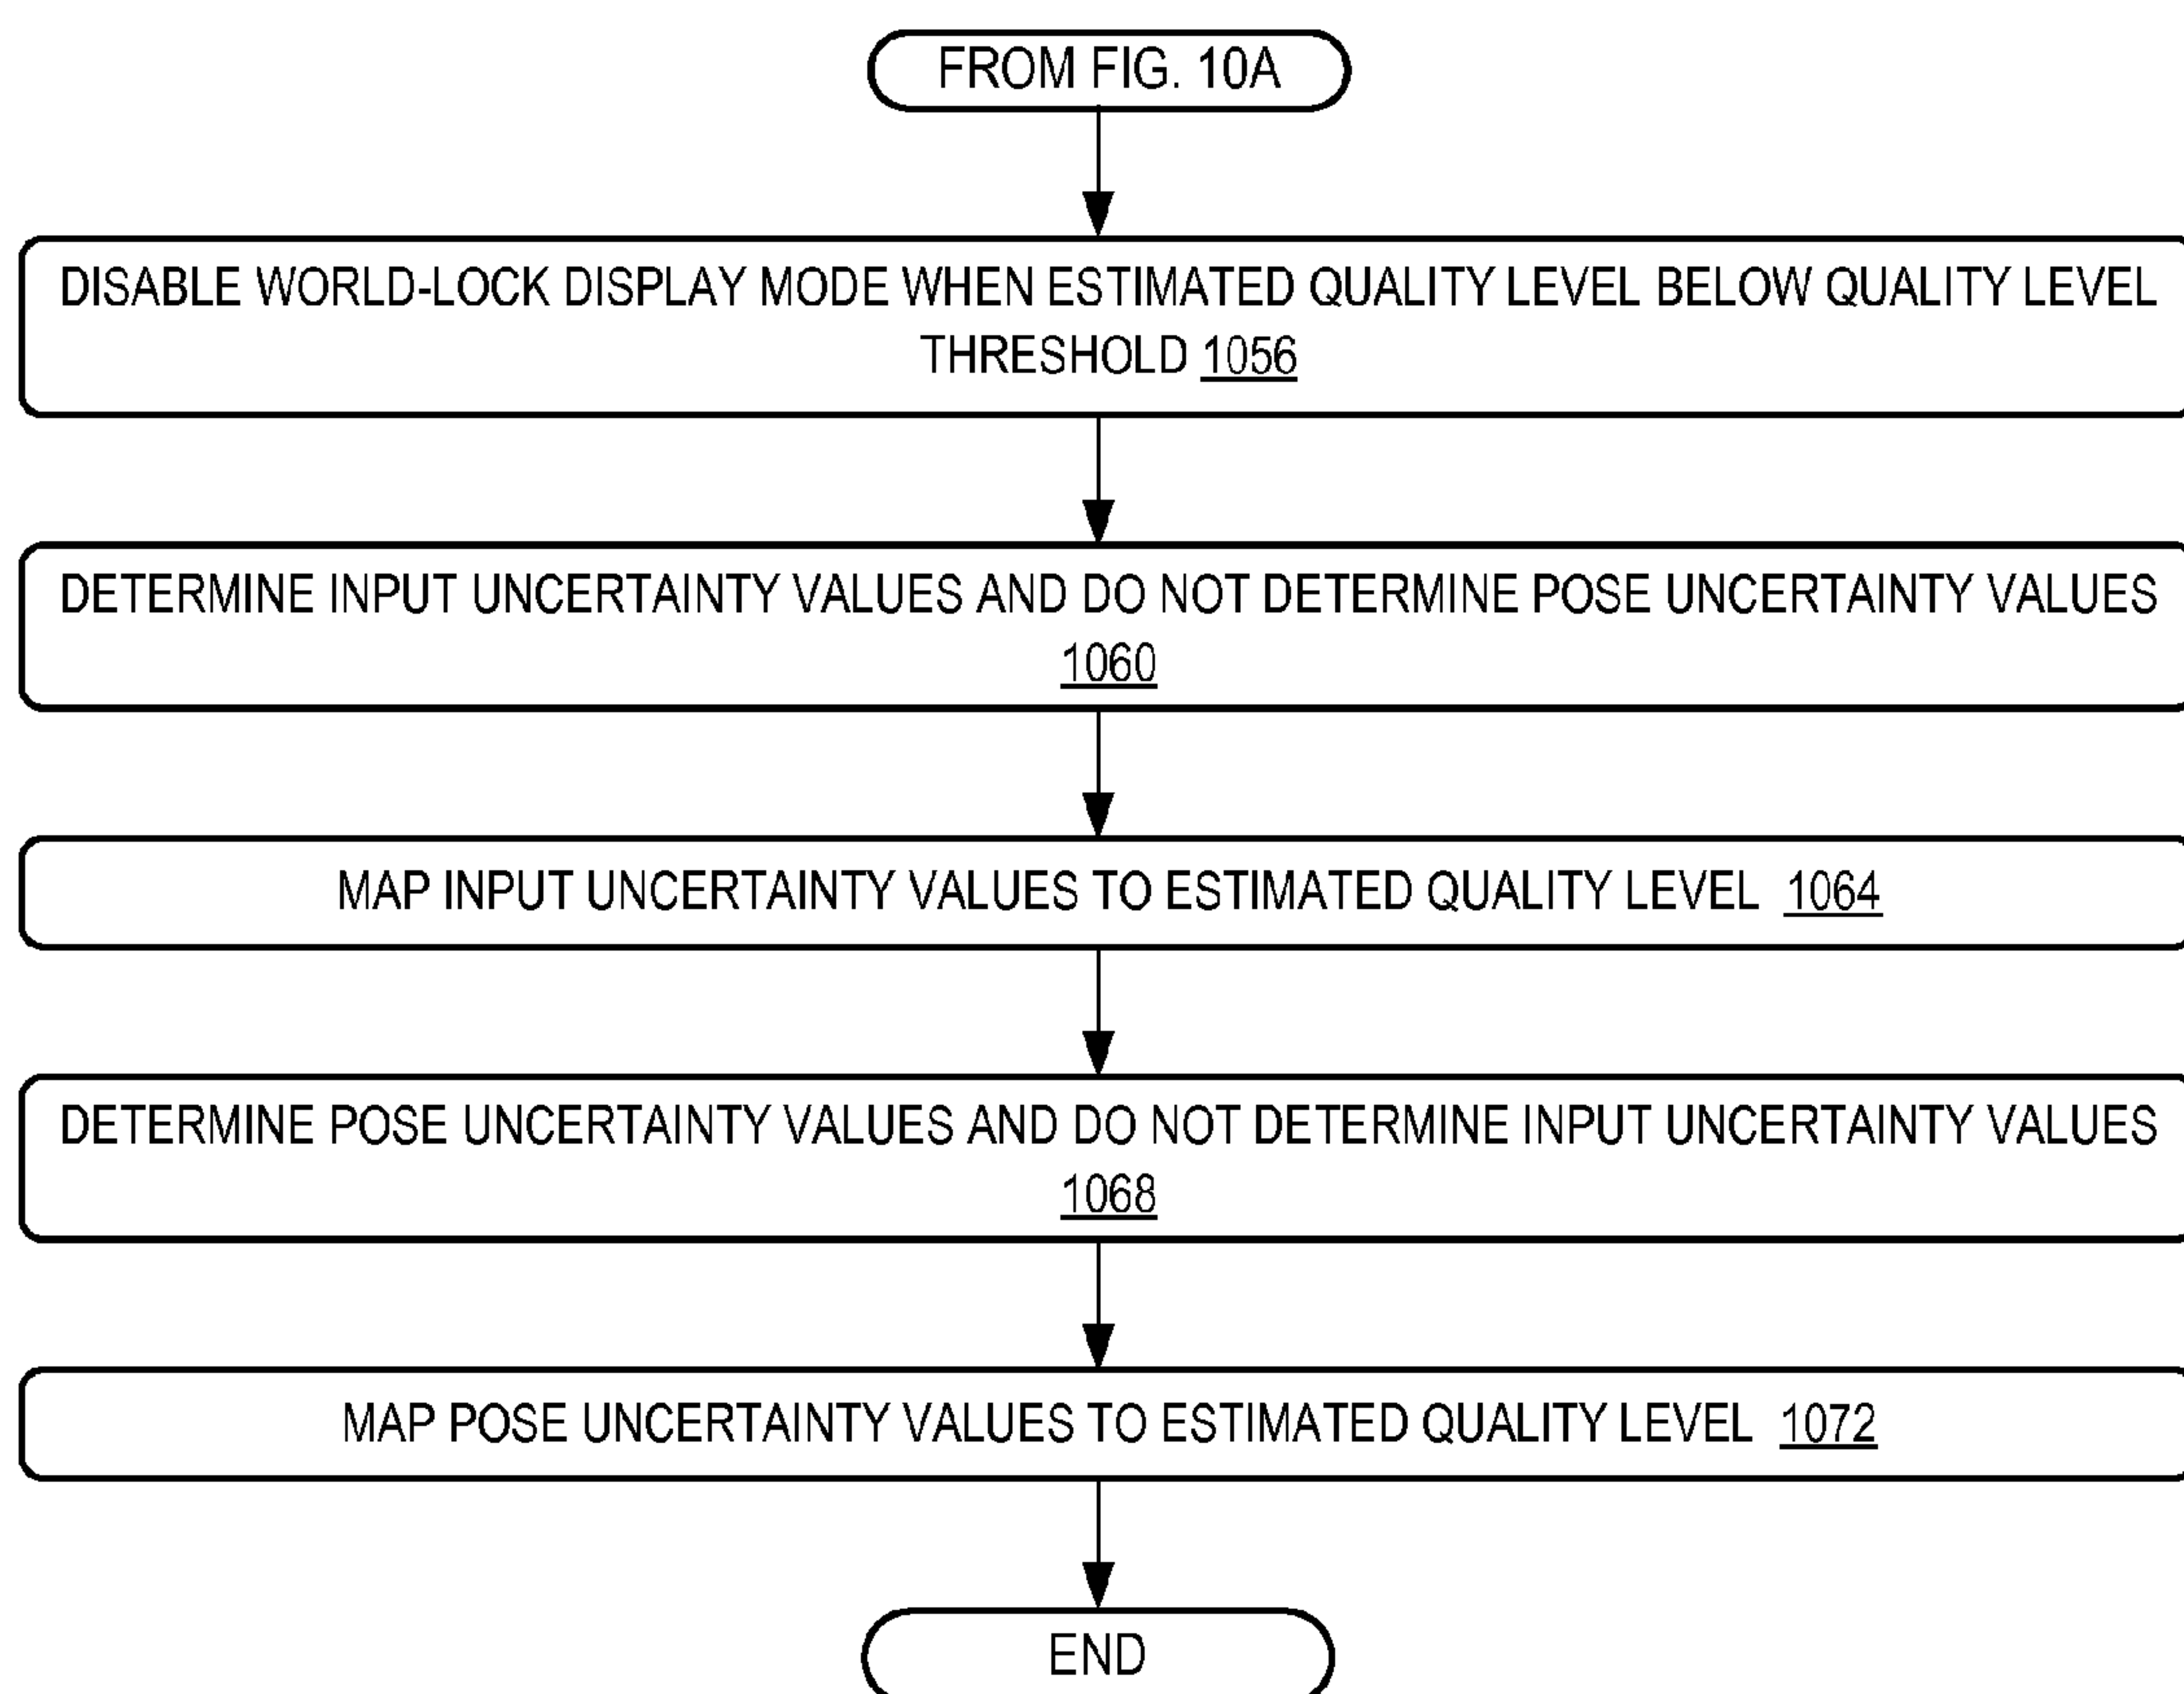 FROM FIG. 10A
DISABLE WORLD-LOCK DISPLAY MODE WHEN ESTIMATED QUALITY LEVEL BELOW QUALITY LEVEL
THRESHOLD 1056
DETERMINE INPUT UNCERTAINTY VALUES AND DO NOT DETERMINE POSE UNCERTAINTY VALUES
1060
MAP INPUT UNCERTAINTY VALUES TO ESTIMATED QUALITY LEVEL 1064
DETERMINE POSE UNCERTAINTY VALUES AND DO NOT DETERMINE INPUT UNCERTAINTY VALUES
1068
MAP POSE UNCERTAINTY VALUES TO ESTIMATED QUALITY LEVEL 1072
END